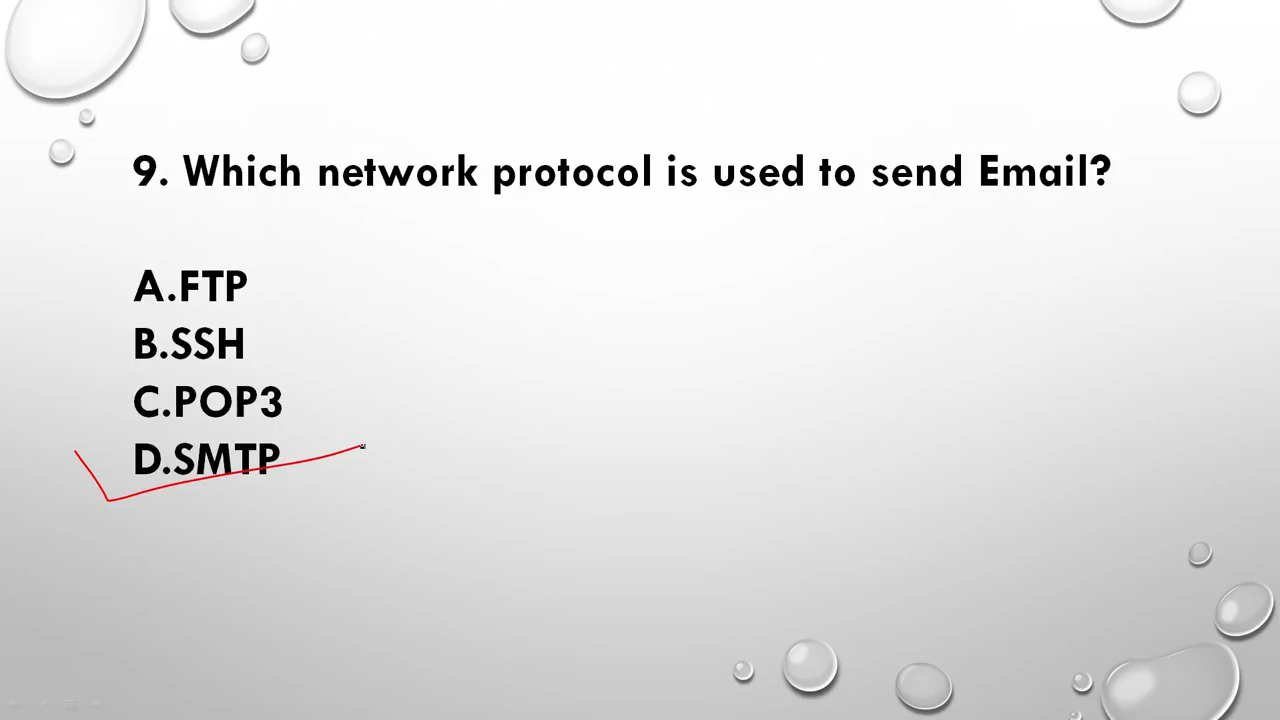 9. Which network protocol is used to send Email?
A.FTP
B.SSH
C.POP3
D.SMTP